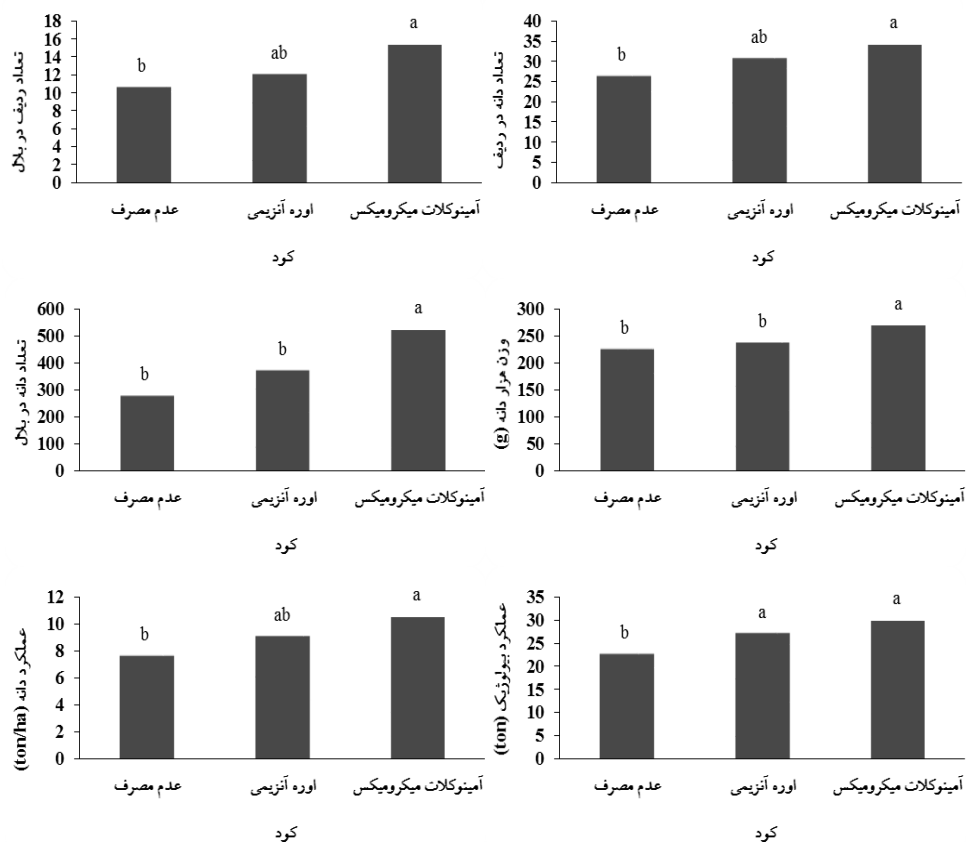 تعداد ردیف در بلال
18
16
14
12
10
8
6
4
2
0
b
ab
a
عدم مصرف
اوره آنزیمی
آمینوکلات میکرومیکس
کود
تعداد دانه در ردیف
40
35
30
25
20
15
10
5
0
b
ab
a
عدم مصرف
اوره آنزیمی
آمینوکلات میکرومیکس
کود
تعداد دانه در بلال
600
500
400
300
200
100
0
b
b
a
عدم مصرف
اوره آنزیمی
آمینوکلات میکرومیکس
کود
وزن هزار دانه (g)
300
250
200
150
100
50
0
b
b
a
عدم مصرف
اوره آنزیمی
آمینوکلات میکرومیکس
کود
عملکرد دانه (ton/ha)
12
10
8
6
4
2
0
b
ab
a
عدم مصرف
اوره آنزیمی
آمینوکلات میکرومیکس
کود
عملکرد بیولوژیک (ton)
35
30
25
20
15
10
5
0
b
a
a
عدم مصرف
اوره آنزیمی
آمینوکلات میکرومیکس
کود